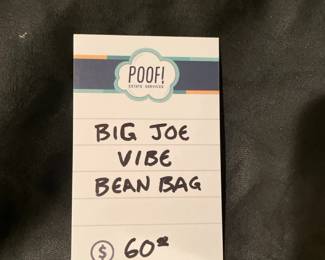 POOF!
ESTATE SERVICES
BIG JOE
VIBE
BEAN BAG
$ 60